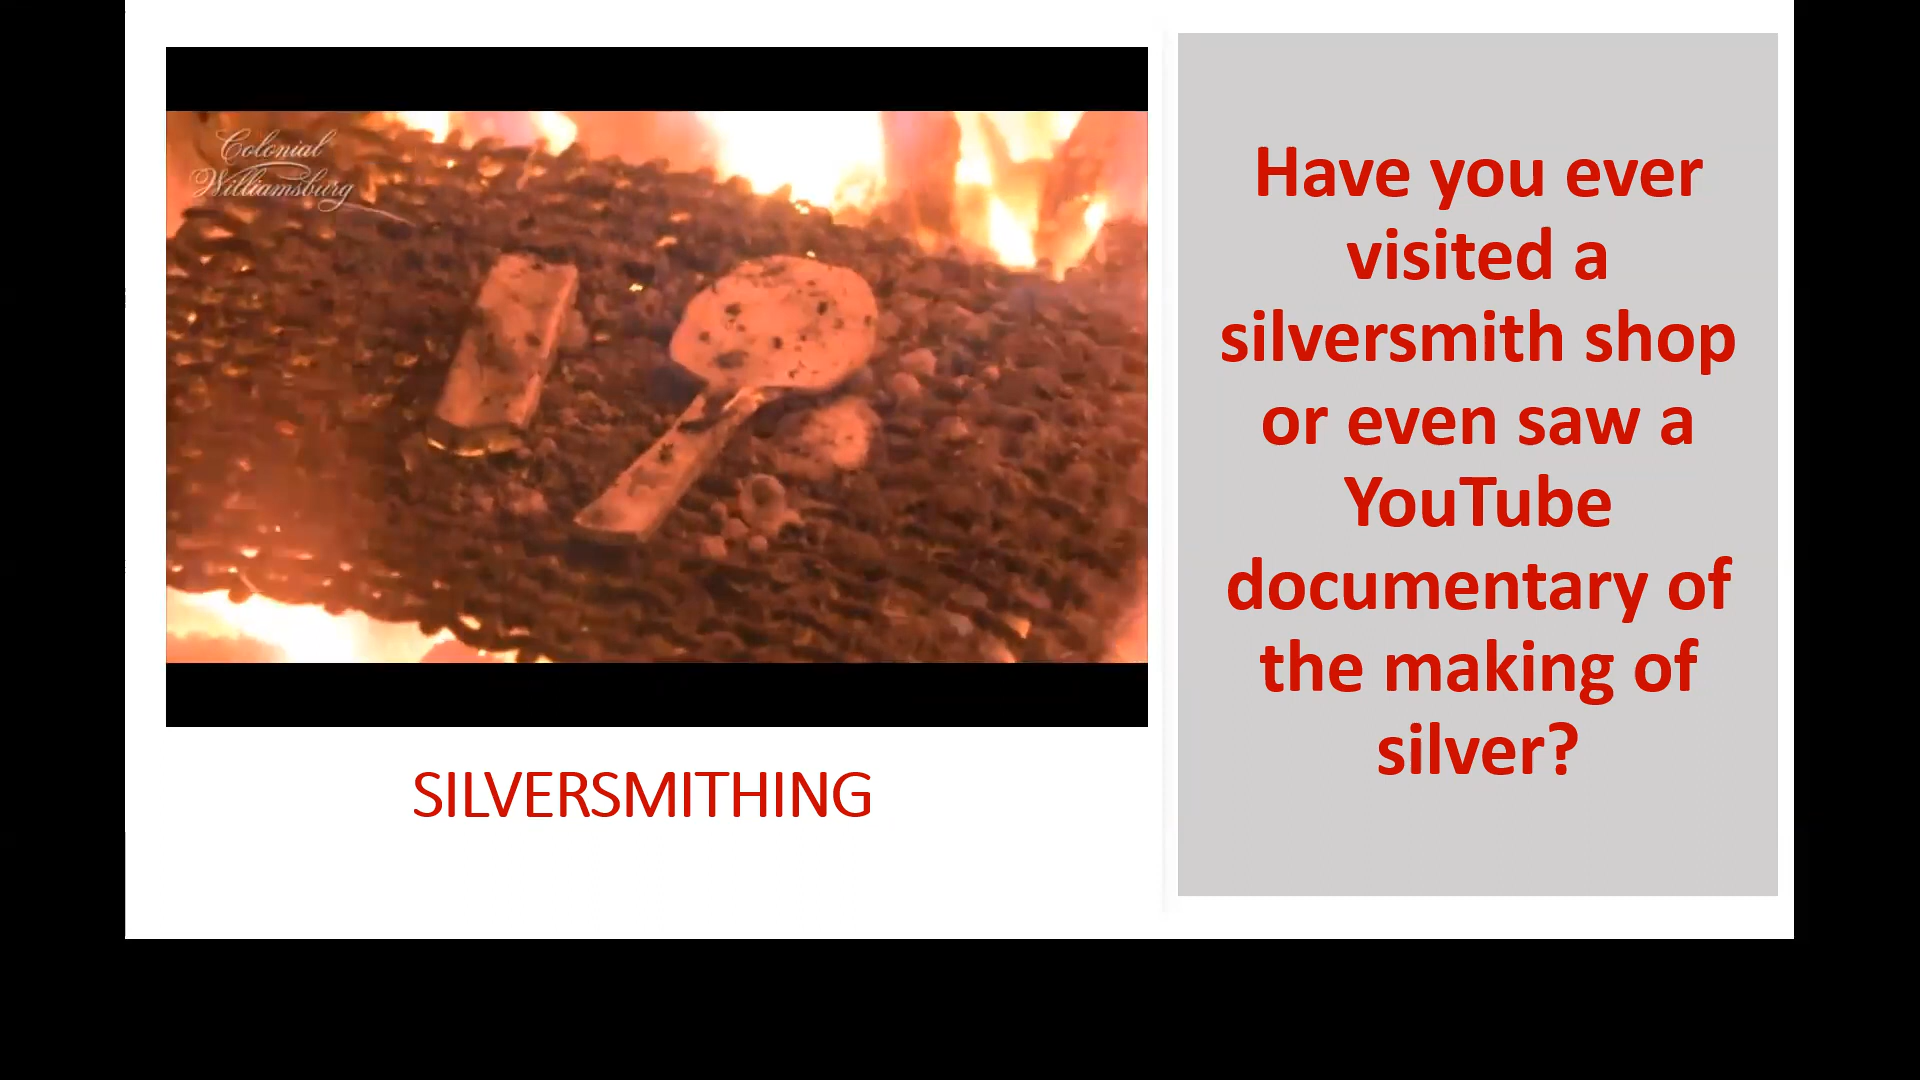 Colonial
Williamsburg
SILVERSMITHING
Have you ever
visited a
silversmith shop
or even saw a
YouTube
documentary of
the making of
silver?